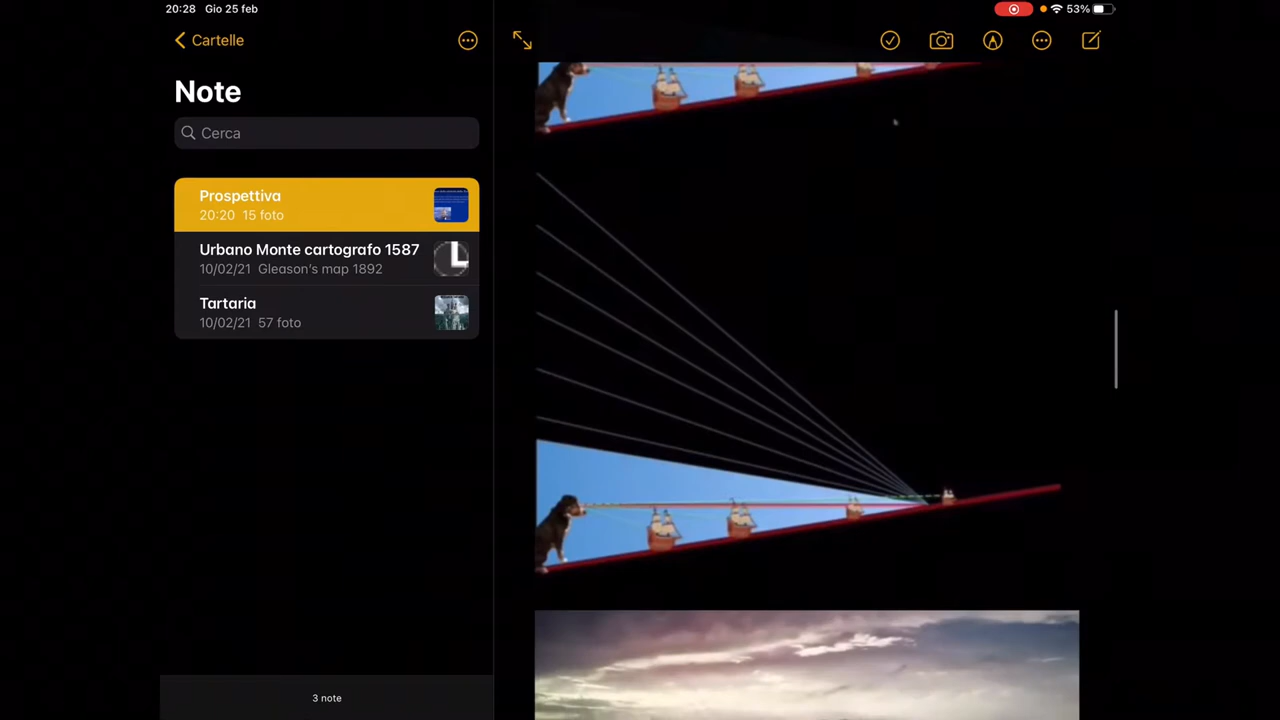 20:28 Gio 25 feb
53%
Cartelle
Note
Cerca
Prospettiva
20:20 15 foto
Urbano Monte cartografo 1587
10/02/21 Gleason's map 1892
Tartaria
10/02/21 57 foto
3 note